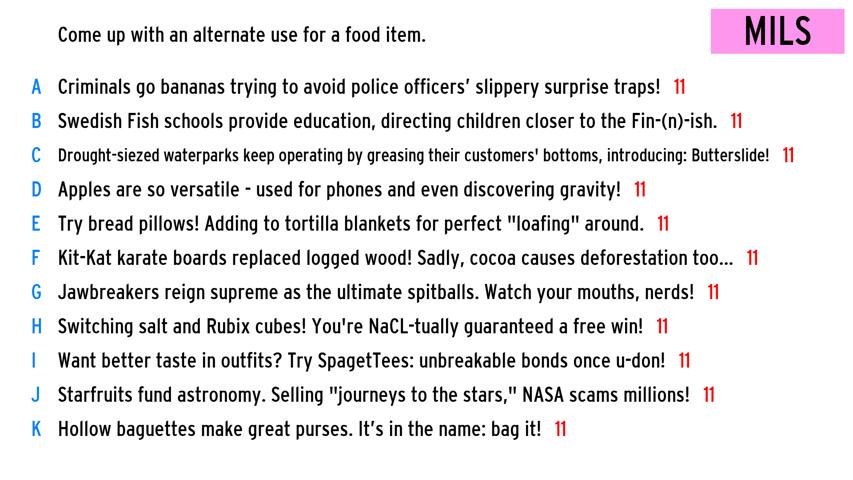 Come up with an alternate use for a food item.
MILS
A Criminals go bananas trying to avoid police officers’ slippery surprise traps! 11
B Swedish Fish schools provide education, directing children closer to the Fin-(n)-ish. 11
C Drought-siezed waterparks keep operating by greasing their customers' bottoms, introducing: Butterslide! 11
D Apples are so versatile - used for phones and even discovering gravity! 11
E Try bread pillows! Adding to tortilla blankets for perfect "loafing" around. 11
F Kit-Kat karate boards replaced logged wood! Sadly, cocoa causes deforestation too... 11
G Jawbreakers reign supreme as the ultimate spitballs. Watch your mouths, nerds! 11
H Switching salt and Rubix cubes! You're NaCL-tually guaranteed a free win! 11
I Want better taste in outfits? Try SpagetTees: unbreakable bonds once u-don! 11
J Starfruits fund astronomy. Selling "journeys to the stars," NASA scams millions! 11
K Hollow baguettes make great purses. It’s in the name: bag it! 11